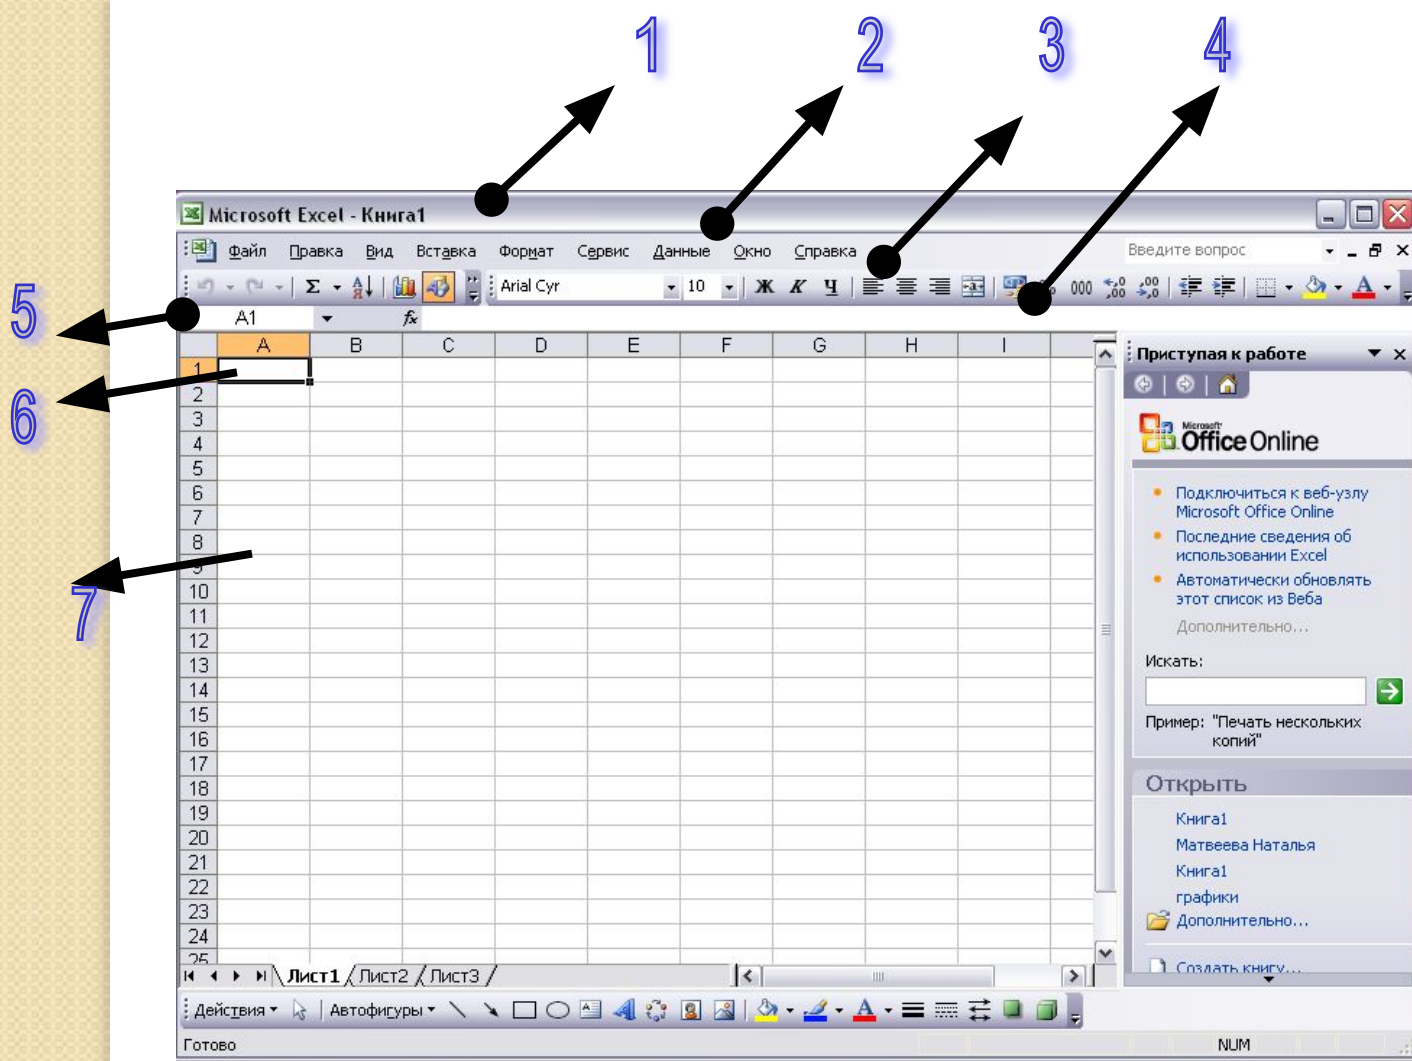 1 2 3 4
Microsoft Excel - Книга1
Файл Правка Вид Вставка Формат Сервис Данные Окно Справка Введите вопрос
Arial Cyr 10 Ж К Ч 000
5
A1 fx
A B C D E F G H I
Приступая к работе
1
6
2
3
Microsoft
Office Online
4
5
6
Подключиться к веб-узлу
Microsoft Office Online
7
8
Последние сведения об
использовании Excel
9
10
Автоматически обновлять
этот список из Веба
7
11
Дополнительно...
12
13
Искать:
14
15
Пример: "Печать нескольких
копий"
16
17
18
Открыть
19
Книга1
20
Матвеева Наталья
21
Книга1
22
графики
23
Дополнительно...
24
25
Лист1 Лист2 Лист3
Создать книгу...
Действия Автофигуры
Готово NUM